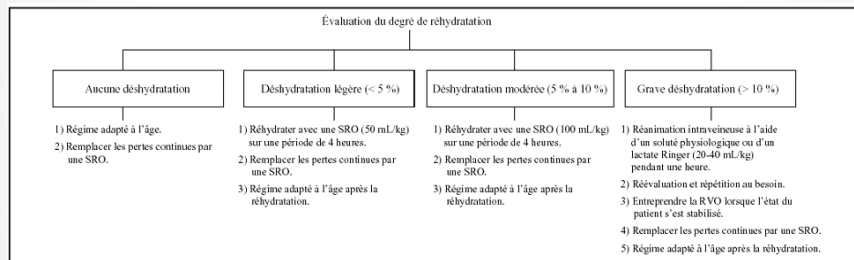 Évaluation du degré de réhydratation
Aucune déshydratation
1) Régime adapté à l'âge.
2) Remplacer les pertes continues par
une SRO.
Déshydratation légère (< 5 %)
1) Réhydrater avec une SRO (50 mL/kg)
sur une période de 4 heures.
2) Remplacer les pertes continues par
une SRO.
3) Régime adapté à l'âge après la
réhydratation.
Déshydratation modérée (5 % à 10 %)
1) Réhydrater avec une SRO (100 mL/kg)
sur une période de 4 heures.
2) Remplacer les pertes continues par
une SRO.
3) Régime adapté à l'âge après la
réhydratation.
Grave déshydratation (> 10 %)
1) Réanimation intraveineuse à l'aide
d'un soluté physiologique ou d'un
lactate Ringer (20-40 mL/kg)
pendant une heure.
2) Réévaluation et répétition au besoin.
3) Entreprendre la RVO lorsque l'état du
patient s'est stabilisé.
4) Remplacer les pertes continues par une SRO.
5) Régime adapté à l'âge après la réhydratation.